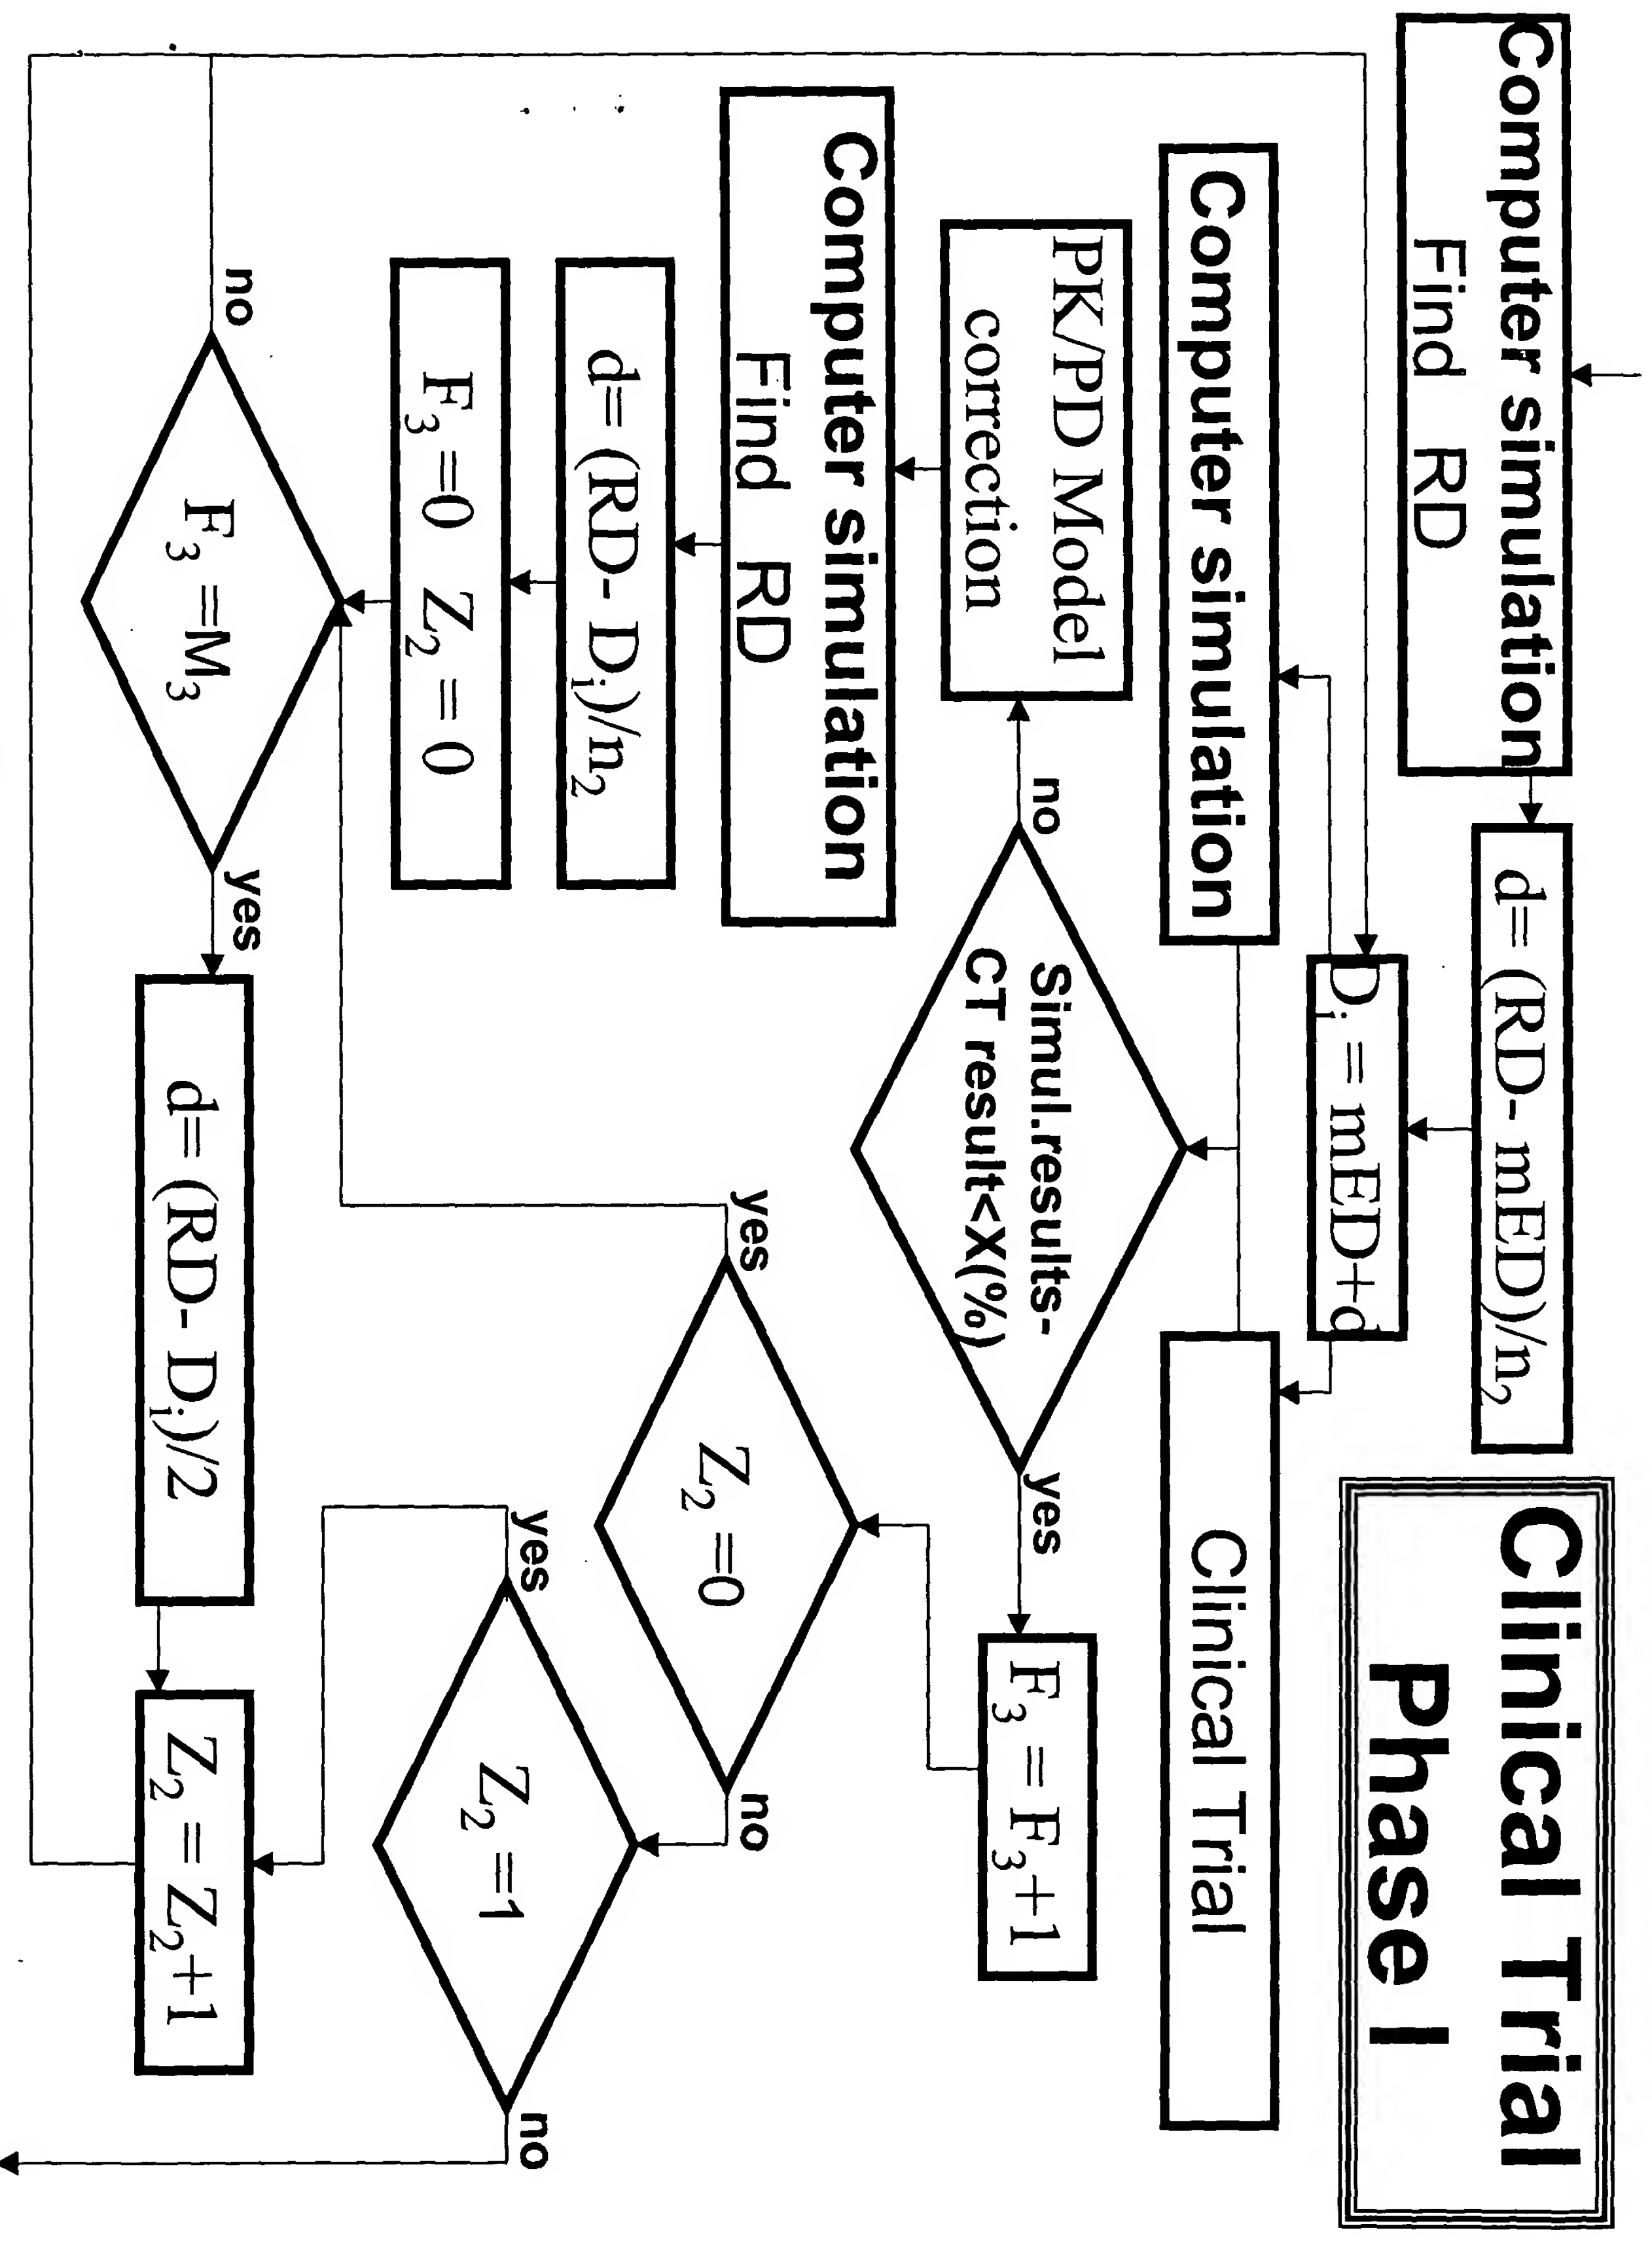 Clinical Trial
Phase I
Computer simulation
Find RD
d= (RD- mED)/n₂
Dᵢ = mED+d
Computer simulation
Clinical Trial
PK/PD Model
correction
no
Simul.results-
CT result<X(%)
yes
F₃ = F₃+1
Computer simulation
Find RD
yes
Z₂ =0
no
d= (RD- Dᵢ)/n₂
F₃ =0 Z₂ = 0
yes
Z₂ =1
no
no
F₃ =M₃
yes
d= (RD- Dᵢ)/2
Z₂ = Z₂+1